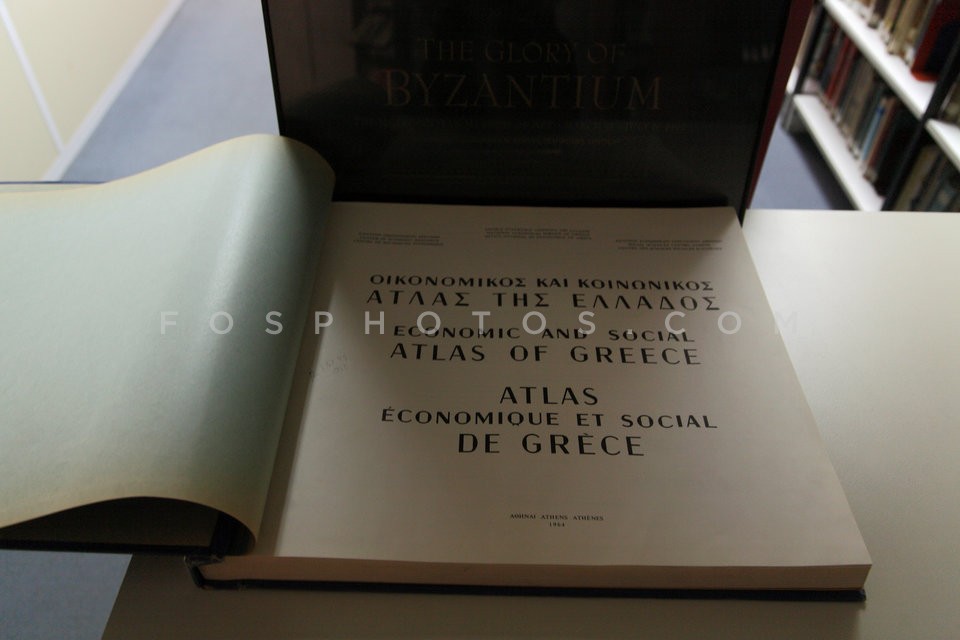 THE GLORY OF
BYZANTIUM
ΟΙΚΟΝΟΜΙΚΟΣ ΚΑΙ ΚΟΙΝΩΝΙΚΟΣ
ΑΤΛΑΣ ΤΗΣ ΕΛΛΑΔΟΣ
FOSPHOTOS.COM
ECONOMIC AND SOCIAL
ATLAS OF GREECE
ATLAS
ÉCONOMIQUE ET SOCIAL
DE GRÈCE
ΑΘΗΝΑΙ ATHENS ATHÈNES
1964